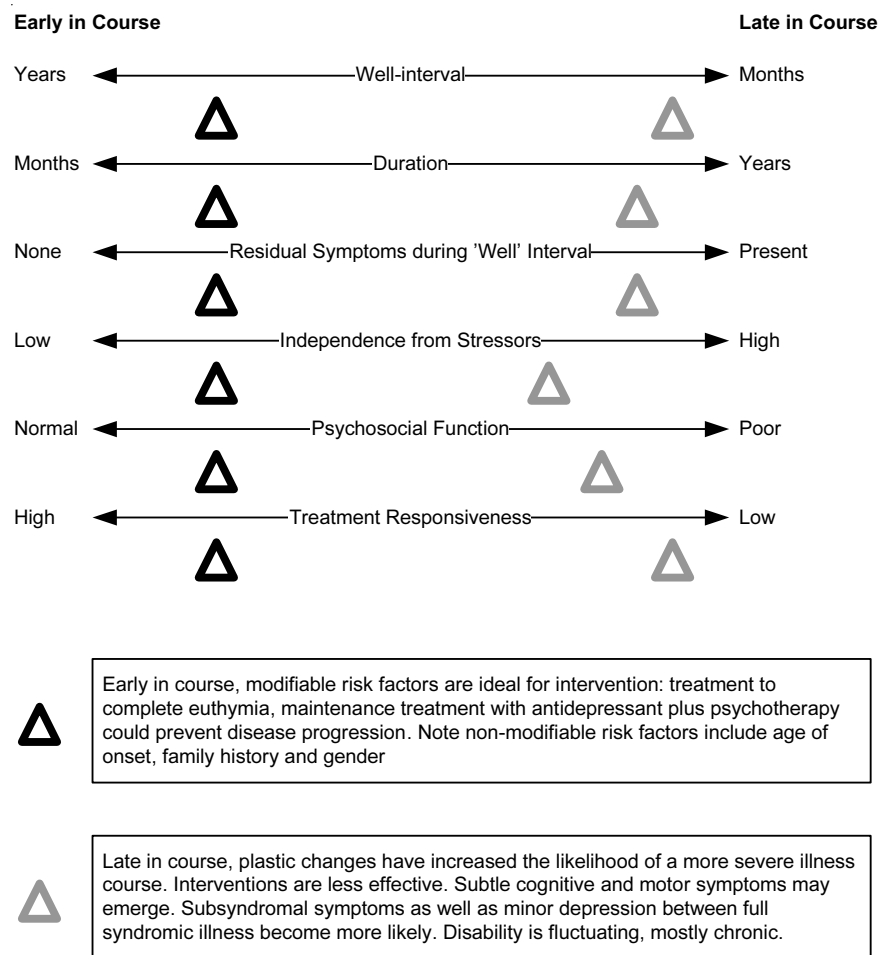 Early in Course Late in Course
Years Well-interval Months
Months Duration Years
None Residual Symptoms during ’Well’ Interval Present
Low Independence from Stressors High
Normal Psychosocial Function Poor
High Treatment Responsiveness Low
Early in course, modifiable risk factors are ideal for intervention: treatment to
complete euthymia, maintenance treatment with antidepressant plus psychotherapy
could prevent disease progression. Note non-modifiable risk factors include age of
onset, family history and gender
Late in course, plastic changes have increased the likelihood of a more severe illness
course. Interventions are less effective. Subtle cognitive and motor symptoms may
emerge. Subsyndromal symptoms as well as minor depression between full
syndromic illness become more likely. Disability is fluctuating, mostly chronic.